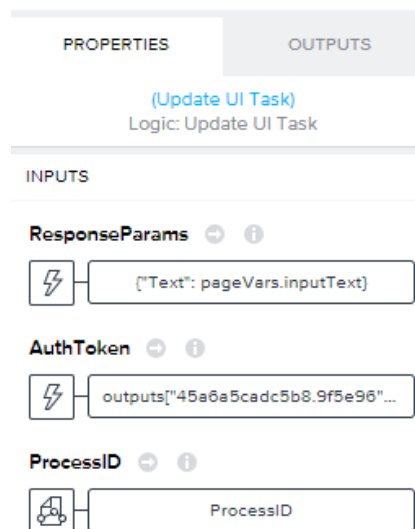 PROPERTIES OUTPUTS
(Update UI Task)
Logic: Update UI Task
INPUTS
ResponseParams
{"Text": pageVars.inputText}
AuthToken
outputs["45a6a5cadc5b8.9f5e96"...
ProcessID
ProcessID